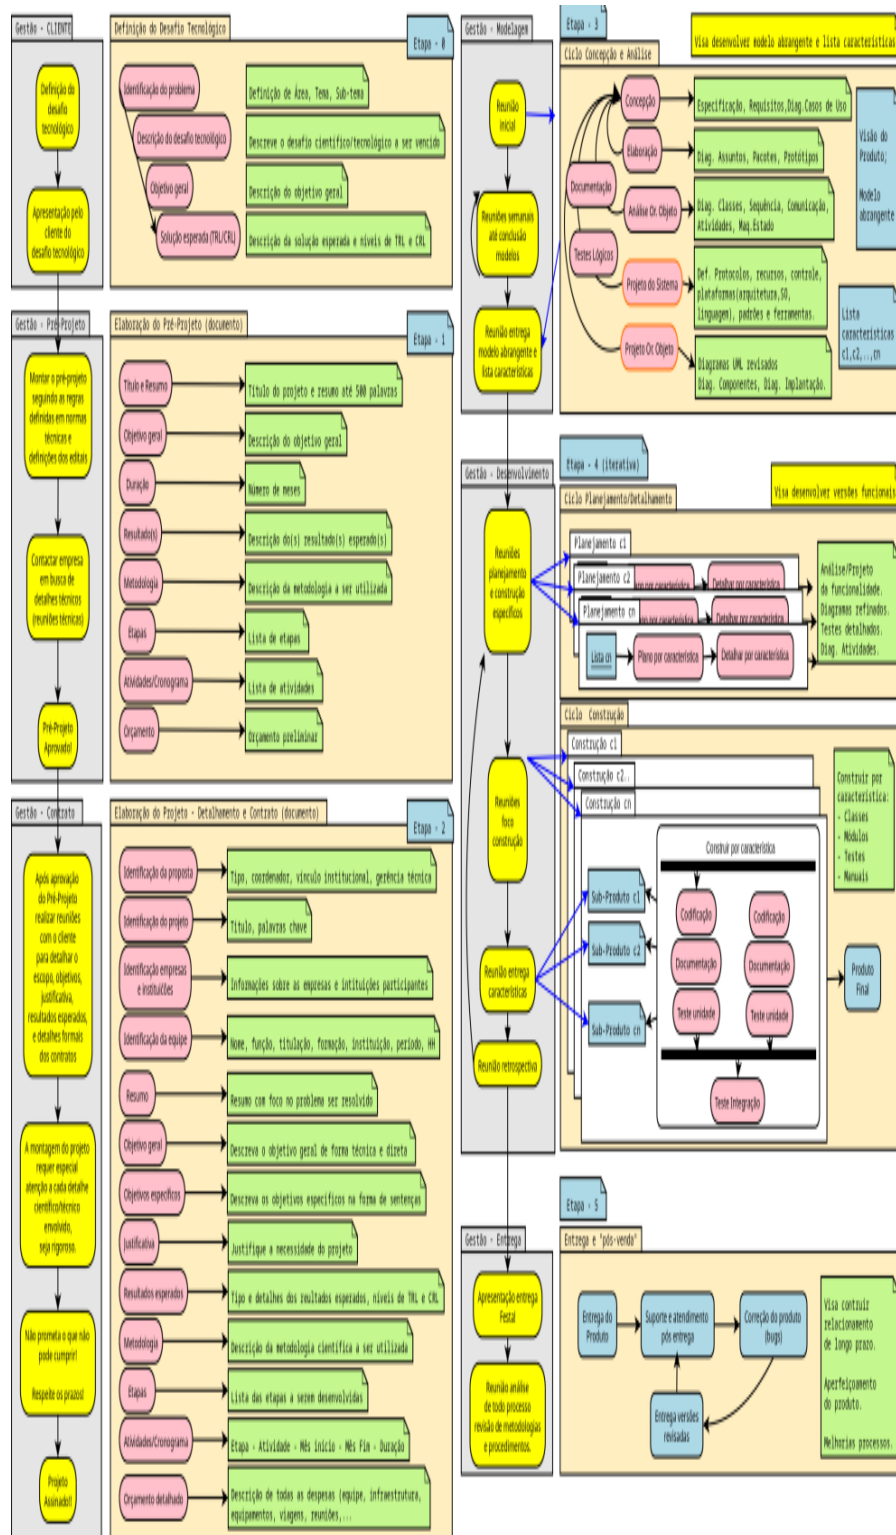 Gestão - CLIENTE
Definição do
desafio
tecnológico
Apresentação pelo
cliente do
desafio tecnológico
Definição do Desafio Tecnológico
Etapa - 0
Identificação do problema
Definição de Área, Tema, Sub-tema
Descrição do desafio tecnológico
Descreve o desafio científico/tecnológico a ser vencido
Objetivo geral
Descrição do objetivo geral
Solução esperada (TRL/CRL)
Descrição da solução esperada e níveis de TRL e CRL
Gestão - Pré-Projeto
Montar o pré-projeto
seguindo as regras
definidas em normas
técnicas e
definições dos editais
Contactar empresa
em busca de
detalhes técnicos
(reuniões técnicas)
Pré-Projeto
Aprovado!
Elaboração do Pré-Projeto (documento)
Etapa - 1
Título e Resumo
Título do projeto e resumo até 500 palavras
Objetivo geral
Descrição do objetivo geral
Duração
Número de meses
Resultado(s)
Descrição do(s) resultado(s) esperado(s)
Metodologia
Descrição da metodologia a ser utilizada
Etapas
Lista de etapas
Atividades/Cronograma
Lista de atividades
Orçamento
Orçamento preliminar
Gestão - Contrato
Após aprovação
do Pré-Projeto
realizar reuniões
com o cliente
para detalhar o
escopo, objetivos,
justificativa,
resultados esperados,
e detalhes formais
dos contratos
A montagem do projeto
requer especial
atenção a cada detalhe
científico/técnico
envolvido,
seja rigoroso.
Não prometa o que não
pode cumprir!
Respeite os prazos!
Projeto
Assinado!!
Elaboração do Projeto - Detalhamento e Contrato (documento)
Etapa - 2
Identificação da proposta
Tipo, coordenador, vínculo institucional, gerência técnica
Identificação do projeto
Título, palavras chave
Identificação empresas
e instituições
Informações sobre as empresas e intituições participantes
Identificação da equipe
Nome, função, titulação, formação, instituição, período, HH
Resumo
Resumo com foco no problema ser resolvido
Objetivo geral
Descreva o objetivo geral de forma técnica e direta
Objetivos específicos
Descreva os objetivos específicos na forma de sentenças
Justificativa
Justifique a necessidade do projeto
Resultados esperados
Tipo e detalhes dos reultados esperados, níveis de TRL e CRL
Metodologia
Descrição da metodologia científica a ser utilizada
Etapas
Lista das etapas a serem desenvolvidas
Atividades/Cronograma
Etapa - Atividade - Mês início - Mês Fim - Duração
Orçamento detalhado
Descrição de todas as despesas (equipe, infraestrutura,
equipamentos, viagens, reuniões,...
Gestão - Modelagem
Reunião
inicial
Reuniões semanais
até conclusão
modelos
Reunião entrega
modelo abrangente e
lista características
Etapa - 3
Visa desenvolver modelo abrangente e lista características
Ciclo Concepção e Análise
Concepção
Especificação, Requisitos,Diag.Casos de Uso
Elaboração
Diag. Assuntos, Pacotes, Protótipos
Documentação
Análise Or. Objeto
Diag. Classes, Sequência, Comunicação,
Atividades, Maq.Estado
Testes Lógicos
Projeto do Sistema
Def. Protocolos, recursos, controle,
plataformas(arquitetura,SO,
linguagem), padrões e ferramentas.
Projeto Or. Objeto
Diagramas UML revisados
Diag. Componentes, Diag. Implantação.
Visão do
Produto;
Modelo
abrangente
Lista
características
c1,c2,..,cn
Gestão - Desenvolvimento
Reuniões
planejamento
e construção
específicos
Reuniões
foco
construção
Reunião entrega
características
Reunião retrospectiva
Etapa - 4 (iterativa)
Visa desenvolver versões funcionais
Ciclo Planejamento/Detalhamento
Planejamento c1
Planejamento c2
Planejamento cn
Lista cn
Plano por característica
Detalhar por característica
Análise/Projeto
da funcionalidade.
Diagramas refinados.
Testes detalhados.
Diag. Atividades.
Ciclo Construção
Construção c1
Construção c2..
Construção cn
Construir por característica
Codificação
Documentação
Teste unidade
Codificação
Documentação
Teste unidade
Teste Integração
Sub-Produto c1
Sub-Produto c2
Sub-Produto cn
Construir por
característica:
- Classes
- Módulos
- Testes
- Manuais
Produto
Final
Gestão - Entrega
Apresentação entrega
Festa!
Reunião análise
de todo processo
revisão de metodologias
e procedimentos.
Etapa - 5
Entrega e "pós-venda"
Entrega do
Produto
Suporte e atendimento
pós entrega
Correção do produto
(bugs)
Entrega versões
revisadas
Visa contruir
relacionamento
de longo prazo.
Aperfeiçoamento
do produto.
Melhorias processos.